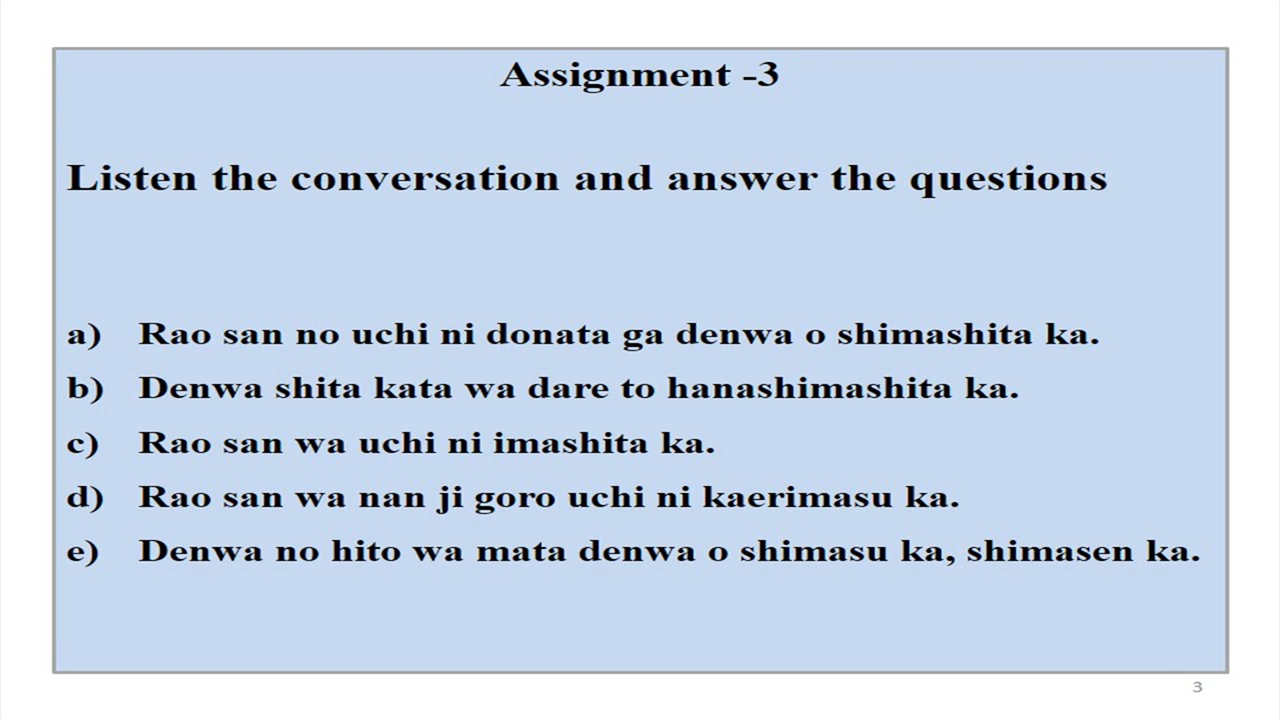 Assignment -3
Listen the conversation and answer the questions
a) Rao san no uchi ni donata ga denwa o shimashita ka.
b) Denwa shita kata wa dare to hanashimashita ka.
c) Rao san wa uchi ni imashita ka.
d) Rao san wa nan ji goro uchi ni kaerimasu ka.
e) Denwa no hito wa mata denwa o shimasu ka, shimasen ka.
3